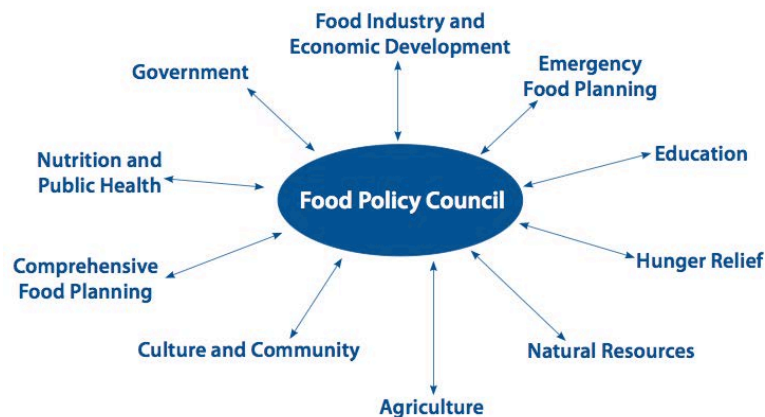 Food Industry and
Economic Development
Government
Emergency
Food Planning
Nutrition and
Public Health
Education
Food Policy Council
Comprehensive
Food Planning
Hunger Relief
Culture and Community
Natural Resources
Agriculture